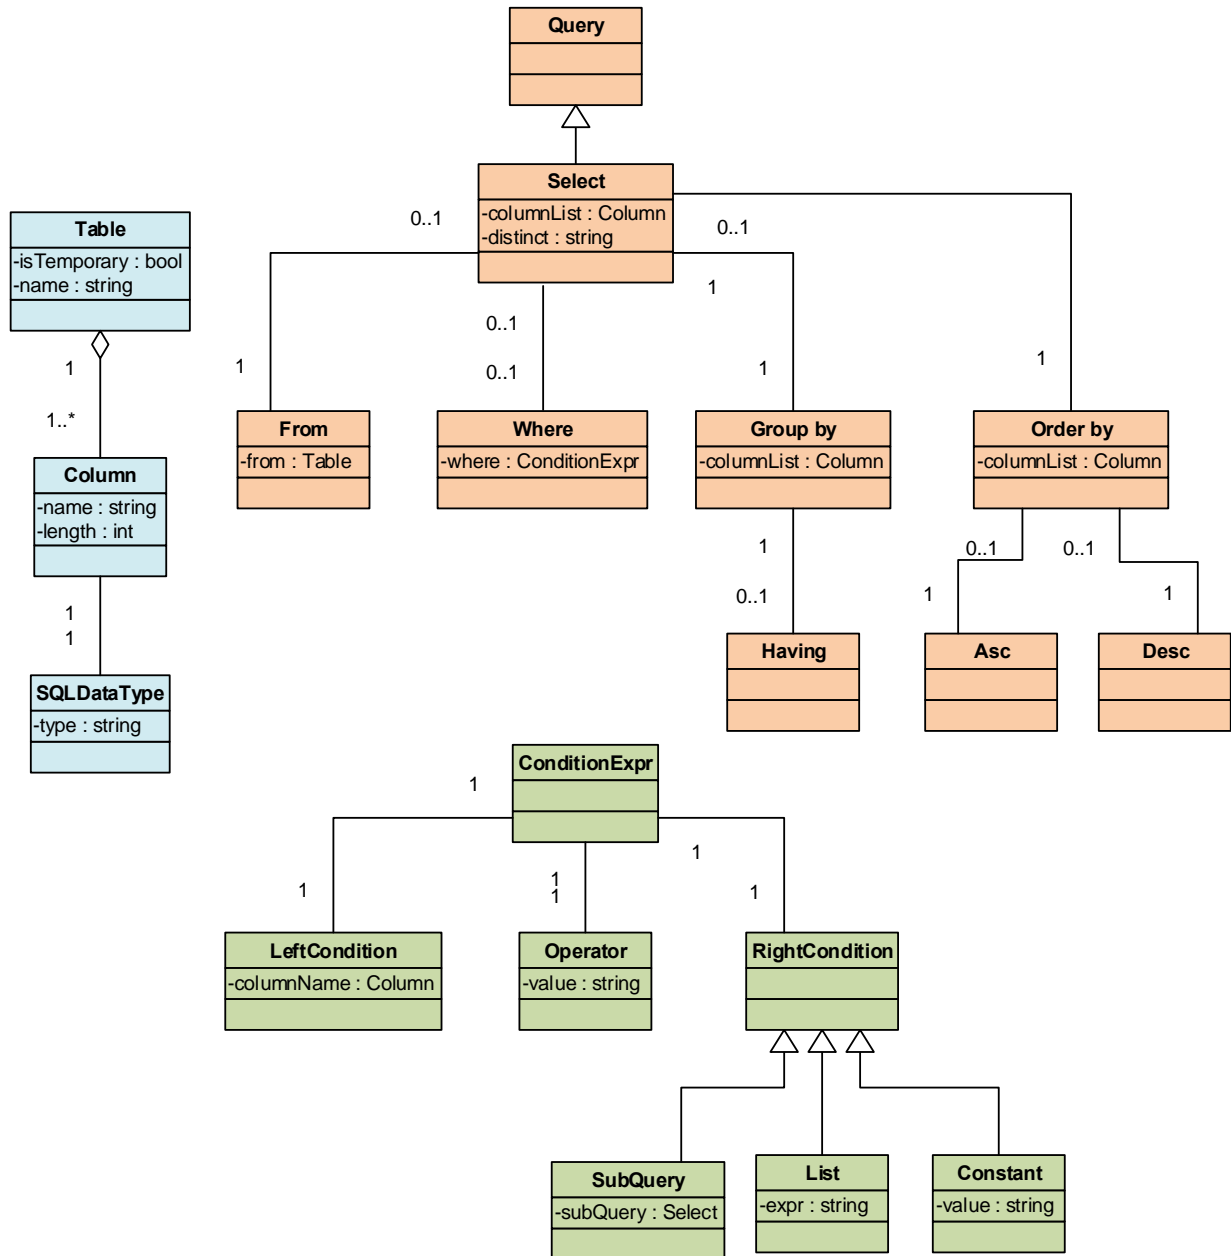 Query
Select
-columnList : Column
-distinct : string
0..1
0..1
1
Table
-isTemporary : bool
-name : string
1
1..*
0..1
0..1
1
1
1
From
-from : Table
Where
-where : ConditionExpr
Group by
-columnList : Column
Order by
-columnList : Column
Column
-name : string
-length : int
1
1
1
0..1
0..1
0..1
1
1
Having
Asc
Desc
SQLDataType
-type : string
ConditionExpr
1
1
1
1
1
1
LeftCondition
-columnName : Column
Operator
-value : string
RightCondition
SubQuery
-subQuery : Select
List
-expr : string
Constant
-value : string